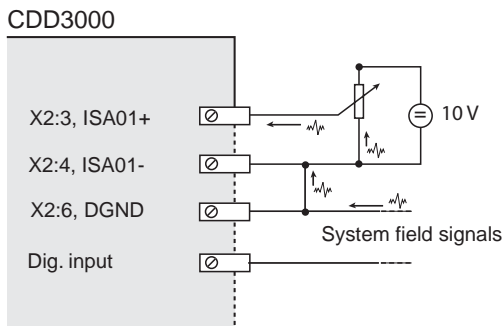 CDD3000
X2:3, ISA01+
10 V
X2:4, ISA01-
X2:6, DGND
System field signals
Dig. input